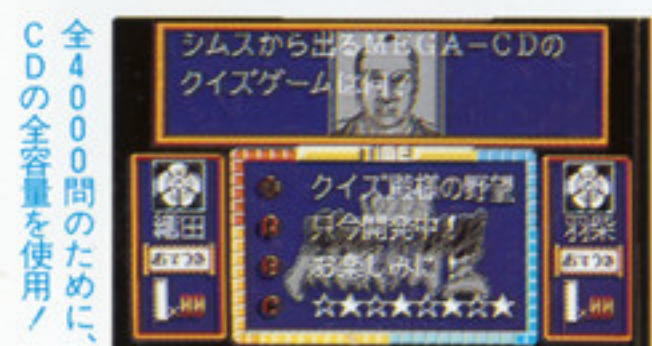 全4000問のために、
CDの全容量を使用!
シムスから出るMEGA-CDの
クイズゲームは何?
TIME
クイズ殿様の野望
A 只今開発中!
B お楽しみに!
C ☆★☆★☆★☆★
織田
羽柴